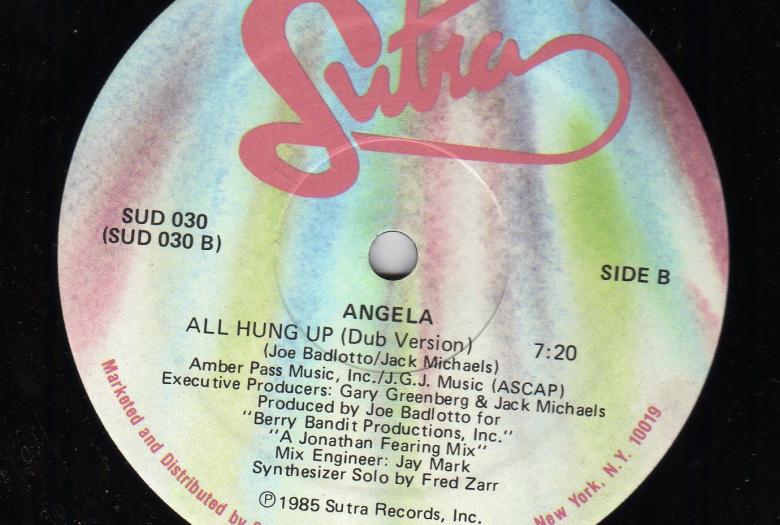 Sutra
SUD 030
(SUD 030 B)
SIDE B
ANGELA
ALL HUNG UP (Dub Version) 7:20
(Joe Badlotto/Jack Michaels)
Amber Pass Music, Inc./J.G.J. Music (ASCAP)
Executive Producers: Gary Greenberg & Jack Michaels
Produced by Joe Badlotto for
"Berry Bandit Productions, Inc."
"A Jonathan Fearing Mix"
Mix Engineer: Jay Mark
Synthesizer Solo by Fred Zarr
Ⓟ1985 Sutra Records, Inc.
Marketed and Distributed by
New York, N.Y. 10019